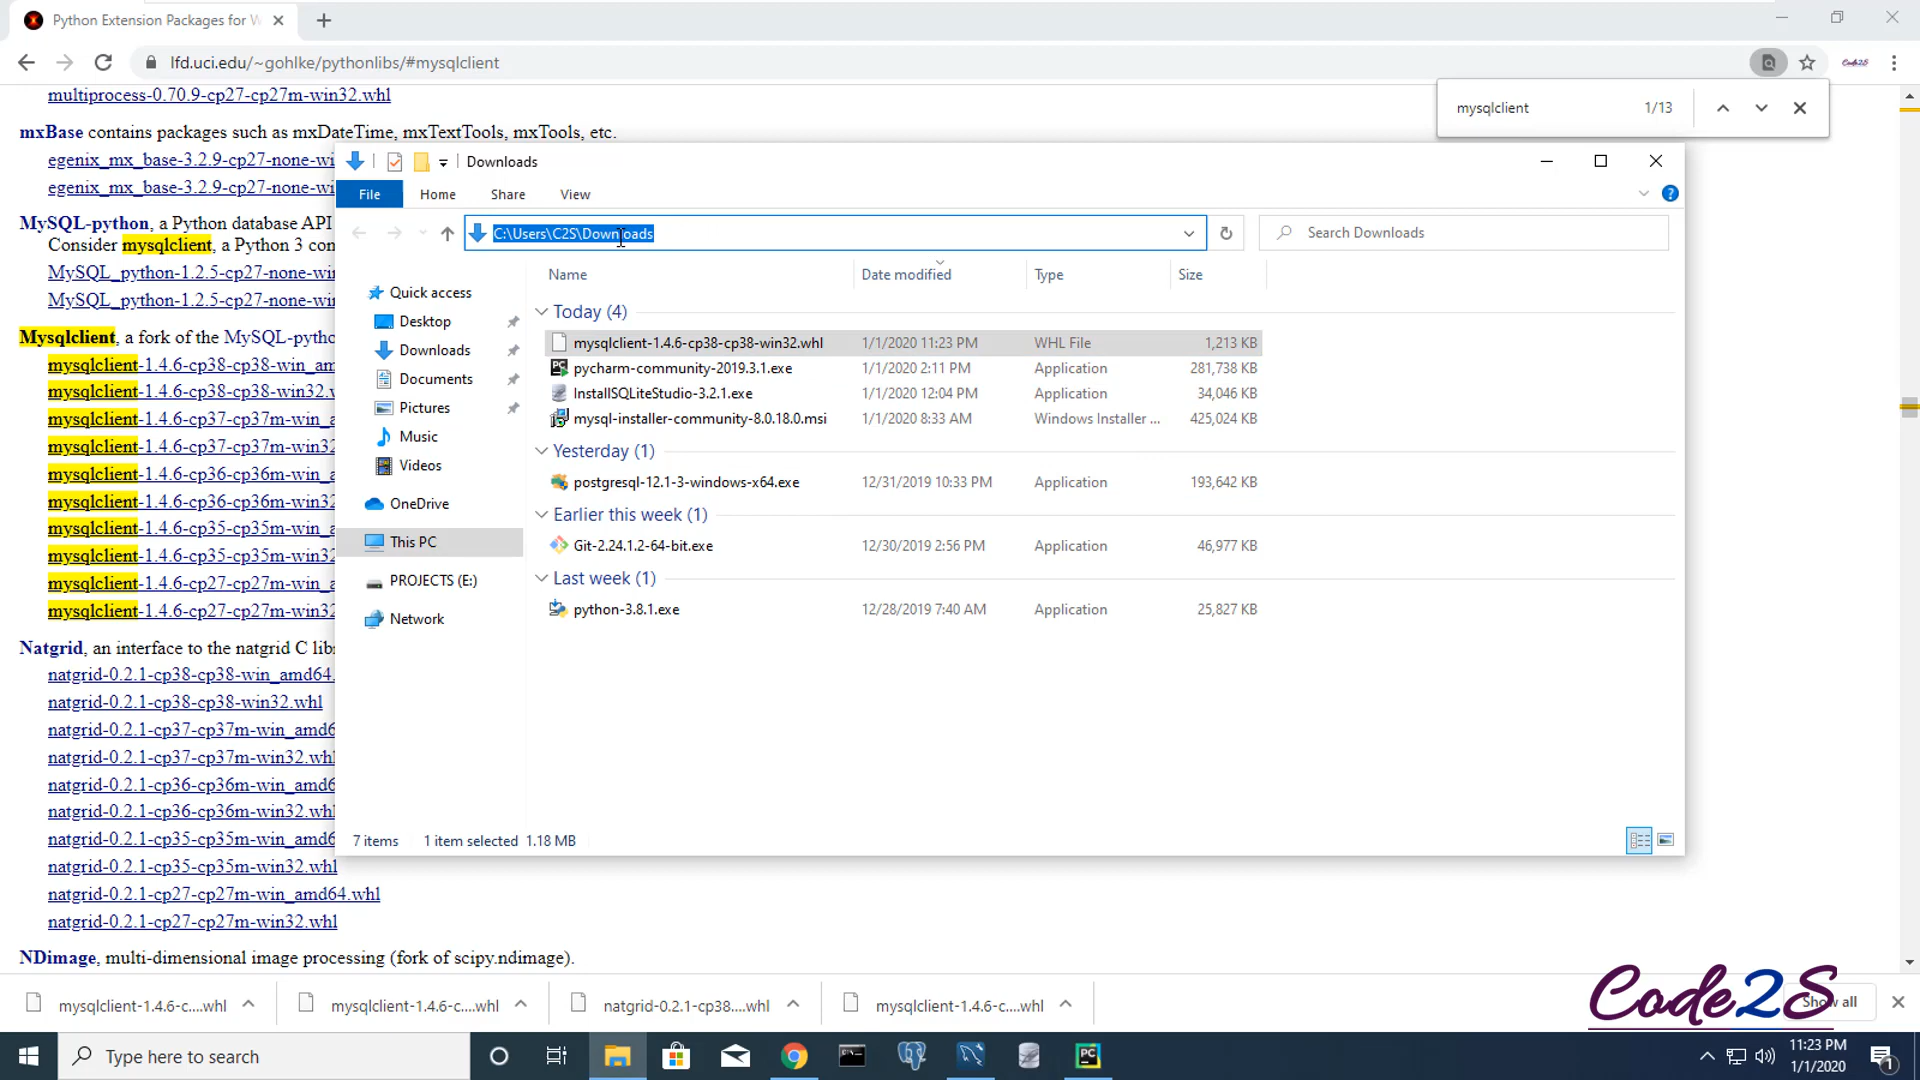 Python Extension Packages for W
lfd.uci.edu/~gohlke/pythonlibs/#mysqlclient
Code2S
mysqlclient 1/13
multiprocess-0.70.9-cp27-cp27m-win32.whl
mxBase contains packages such as mxDateTime, mxTextTools, mxTools, etc.
egenix_mx_base-3.2.9-cp27-none-wi
egenix_mx_base-3.2.9-cp27-none-wi
MySQL-python, a Python database API
Consider mysqlclient, a Python 3 con
MySQL_python-1.2.5-cp27-none-win
MySQL_python-1.2.5-cp27-none-win
Mysqlclient, a fork of the MySQL-pytho
mysqlclient-1.4.6-cp38-cp38-win_am
mysqlclient-1.4.6-cp38-cp38-win32.w
mysqlclient-1.4.6-cp37-cp37m-win_a
mysqlclient-1.4.6-cp37-cp37m-win32
mysqlclient-1.4.6-cp36-cp36m-win_a
mysqlclient-1.4.6-cp36-cp36m-win32
mysqlclient-1.4.6-cp35-cp35m-win_a
mysqlclient-1.4.6-cp35-cp35m-win32
mysqlclient-1.4.6-cp27-cp27m-win_a
mysqlclient-1.4.6-cp27-cp27m-win32
Natgrid, an interface to the natgrid C lib
natgrid-0.2.1-cp38-cp38-win_amd64.
natgrid-0.2.1-cp38-cp38-win32.whl
natgrid-0.2.1-cp37-cp37m-win_amd6
natgrid-0.2.1-cp37-cp37m-win32.whl
natgrid-0.2.1-cp36-cp36m-win_amd6
natgrid-0.2.1-cp36-cp36m-win32.whl
natgrid-0.2.1-cp35-cp35m-win_amd6
natgrid-0.2.1-cp35-cp35m-win32.whl
natgrid-0.2.1-cp27-cp27m-win_amd64.whl
natgrid-0.2.1-cp27-cp27m-win32.whl
NDimage, multi-dimensional image processing (fork of scipy.ndimage).
Downloads
File Home Share View
C:\Users\C2S\Downloads
Search Downloads
Name Date modified Type Size
Quick access
Desktop
Downloads
Documents
Pictures
Music
Videos
OneDrive
This PC
PROJECTS (E:)
Network
Today (4)
mysqlclient-1.4.6-cp38-cp38-win32.whl 1/1/2020 11:23 PM WHL File 1,213 KB
pycharm-community-2019.3.1.exe 1/1/2020 2:11 PM Application 281,738 KB
InstallSQLiteStudio-3.2.1.exe 1/1/2020 12:04 PM Application 34,046 KB
mysql-installer-community-8.0.18.0.msi 1/1/2020 8:33 AM Windows Installer ... 425,024 KB
Yesterday (1)
postgresql-12.1-3-windows-x64.exe 12/31/2019 10:33 PM Application 193,642 KB
Earlier this week (1)
Git-2.24.1.2-64-bit.exe 12/30/2019 2:56 PM Application 46,977 KB
Last week (1)
python-3.8.1.exe 12/28/2019 7:40 AM Application 25,827 KB
7 items 1 item selected 1.18 MB
mysqlclient-1.4.6-c....whl
mysqlclient-1.4.6-c....whl
natgrid-0.2.1-cp38....whl
mysqlclient-1.4.6-c....whl
Show all
Code2S
Type here to search
PC
11:23 PM
1/1/2020
1